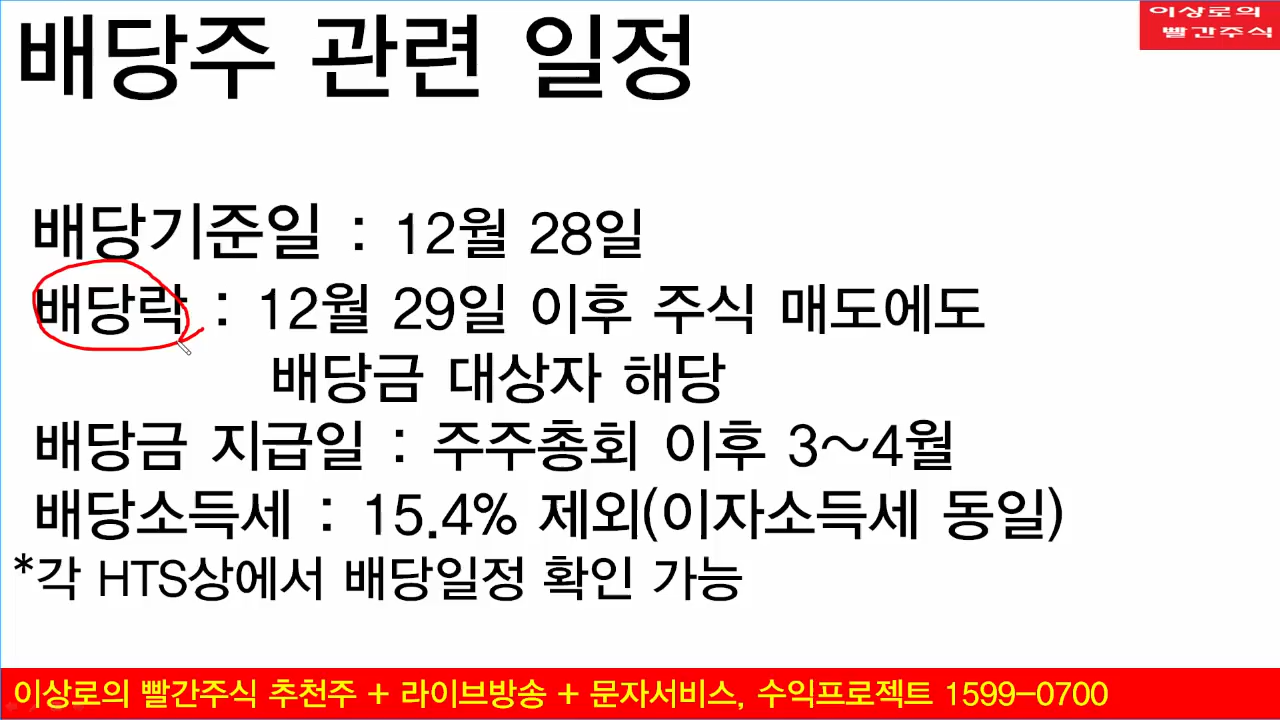 배당주 관련 일정
이상로의
빨간주식
배당기준일 : 12월 28일
배당락 : 12월 29일 이후 주식 매도에도
배당금 대상자 해당
배당금 지급일 : 주주총회 이후 3~4월
배당소득세 : 15.4% 제외(이자소득세 동일)
*각 HTS상에서 배당일정 확인 가능
이상로의 빨간주식 추천주 + 라이브방송 + 문자서비스, 수익프로젝트 1599-0700